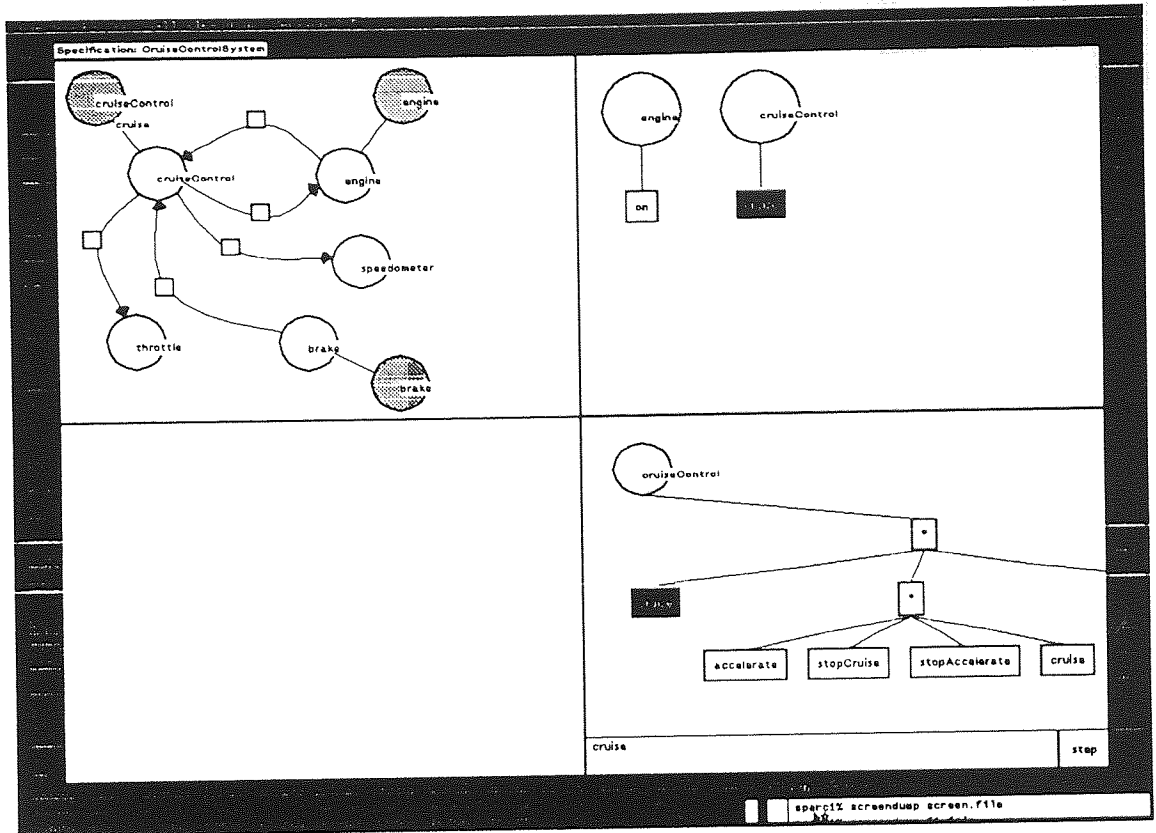 Specification: CruiseControlSystem
cruiseControl
cruise
engine
cruiseControl
engine
speedometer
throttle
brake
brake
engine
cruiseControl
on
cruiseControl
*
*
accelerate
stopCruise
stopAccelerate
cruise
cruise
step
sparc1% screendump screen.file